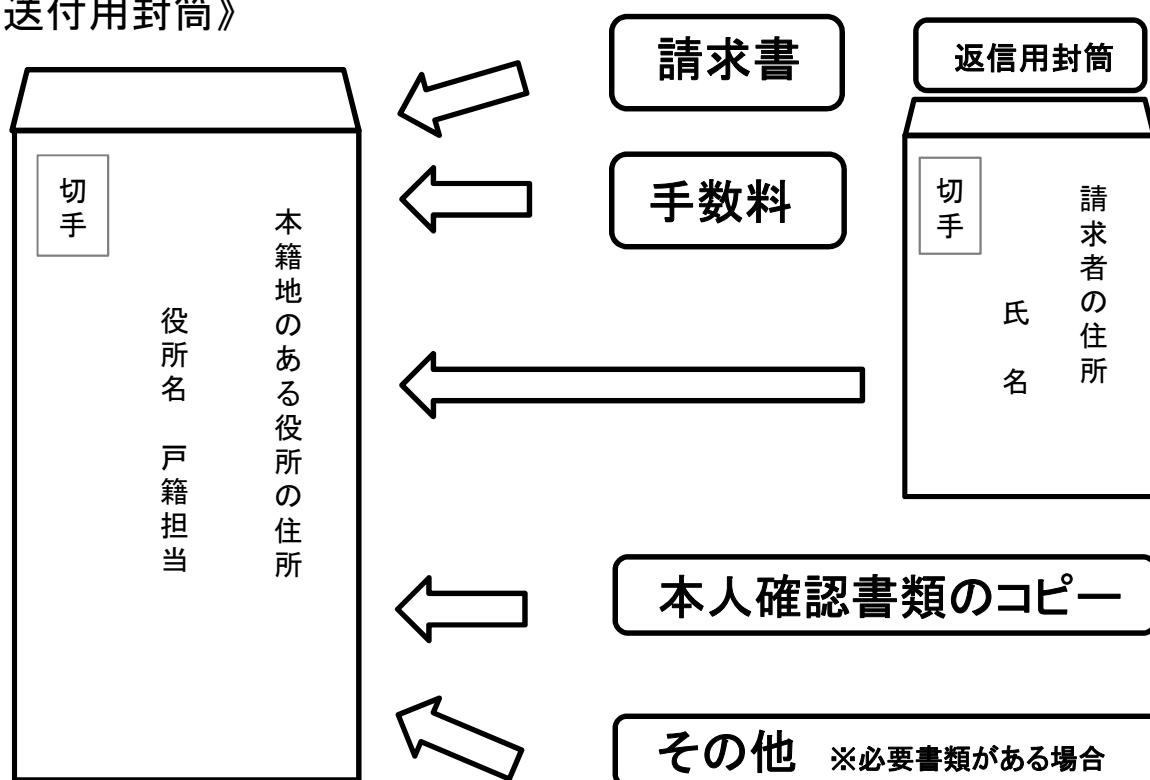 送付用封筒》
請求書
返信用封筒
手数料
切手
本籍地のある役所の住所
役所名 戸籍担当
切手
請求者の住所
氏 名
本人確認書類のコピー
その他 ※必要書類がある場合